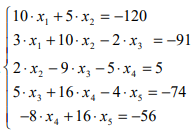 10·x₁+5·x₂=−120
3·x₁+10·x₂−2·x₃ =−91
2·x₂−9·x₃−5·x₄=5
5·x₃+16·x₄−4·x₅=−74
−8·x₄+16·x₅=−56